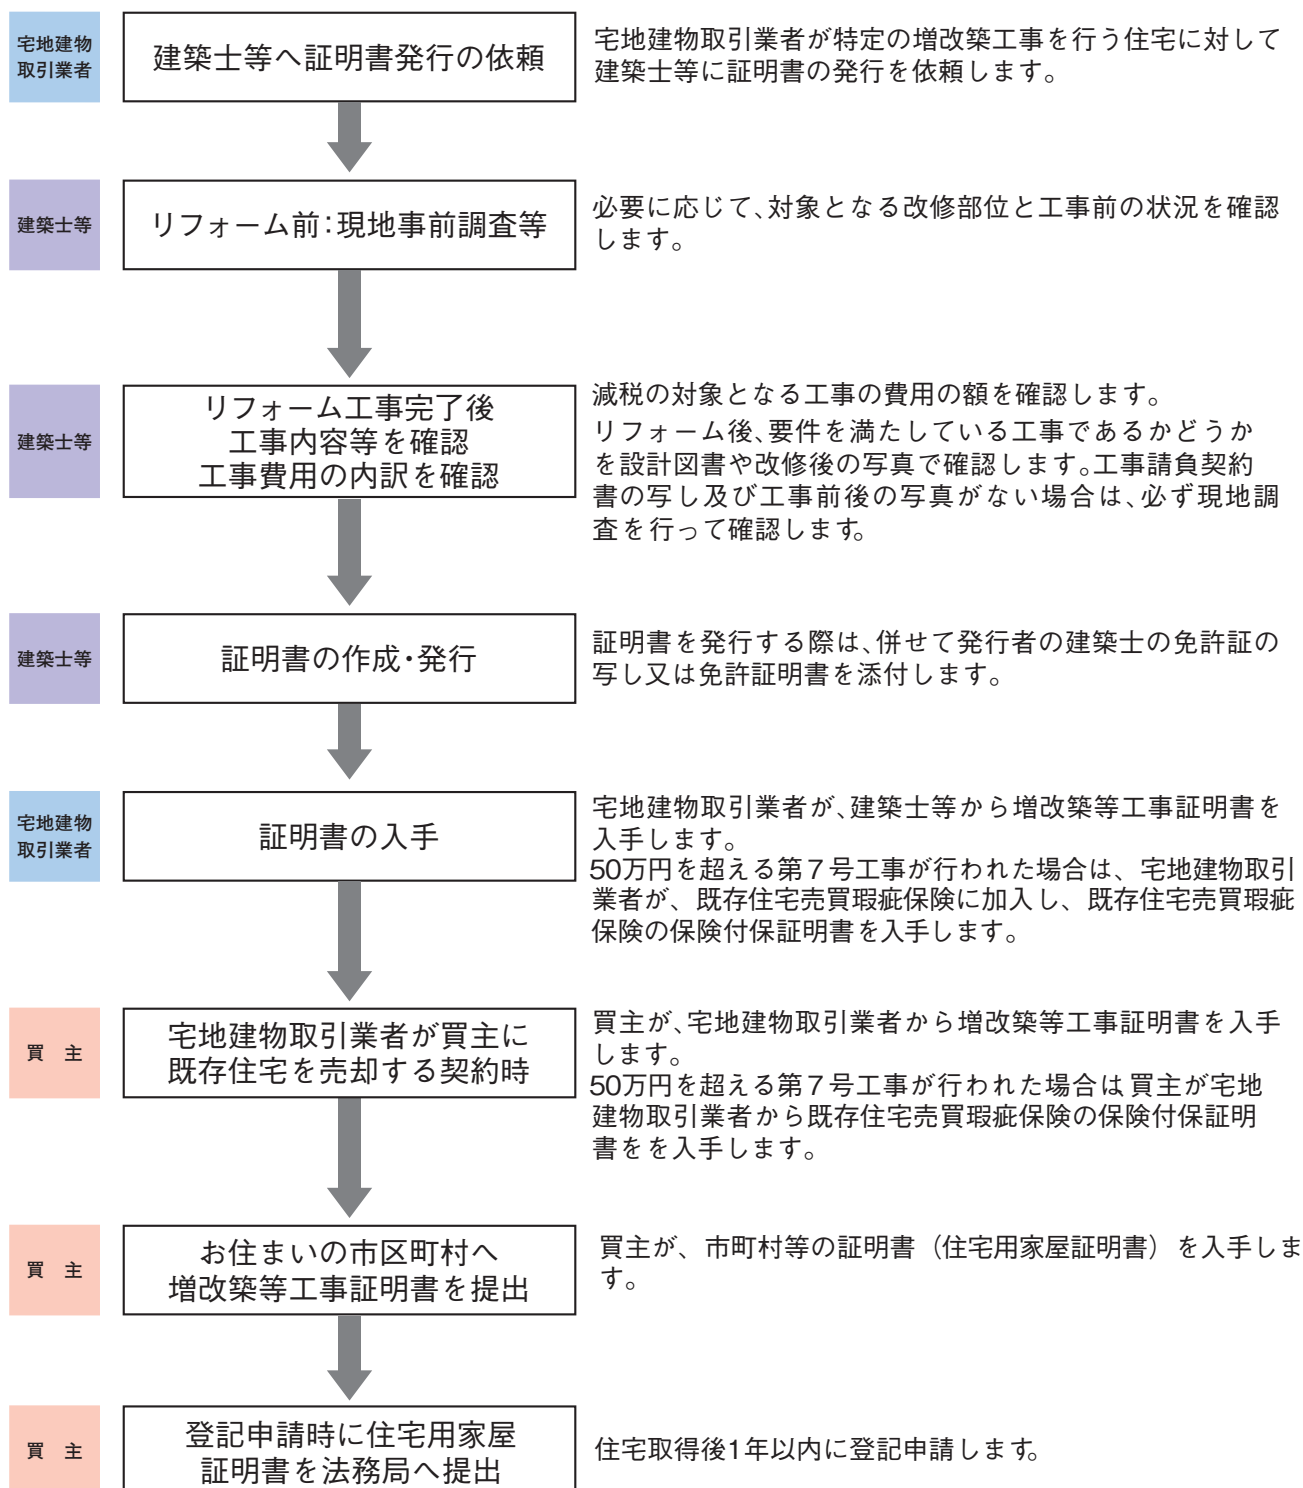 宅地建物
取引業者
建築士等へ証明書発行の依頼
宅地建物取引業者が特定の増改築工事を行う住宅に対して
建築士等に証明書の発行を依頼します。
建築士等
リフォーム前:現地事前調査等
必要に応じて、対象となる改修部位と工事前の状況を確認
します。
建築士等
リフォーム工事完了後
工事内容等を確認
工事費用の内訳を確認
減税の対象となる工事の費用の額を確認します。
リフォーム後、要件を満たしている工事であるかどうか
を設計図書や改修後の写真で確認します。工事請負契約
書の写し及び工事前後の写真がない場合は、必ず現地調
査を行って確認します。
建築士等
証明書の作成・発行
証明書を発行する際は、併せて発行者の建築士の免許証の
写し又は免許証明書を添付します。
宅地建物
取引業者
証明書の入手
宅地建物取引業者が、建築士等から増改築等工事証明書を
入手します。
50万円を超える第7号工事が行われた場合は、宅地建物取引
業者が、既存住宅売買瑕疵保険に加入し、既存住宅売買瑕疵
保険の保険付保証明書を入手します。
買 主
宅地建物取引業者が買主に
既存住宅を売却する契約時
買主が、宅地建物取引業者から増改築等工事証明書を入手
します。
50万円を超える第7号工事が行われた場合は 買主が宅地
建物取引業者から既存住宅売買瑕疵保険の保険付保証明
書をを入手します。
買 主
お住まいの市区町村へ
増改築等工事証明書を提出
買主が、市町村等の証明書(住宅用家屋証明書)を入手しま
す。
買 主
登記申請時に住宅用家屋
証明書を法務局へ提出
住宅取得後1年以内に登記申請します。